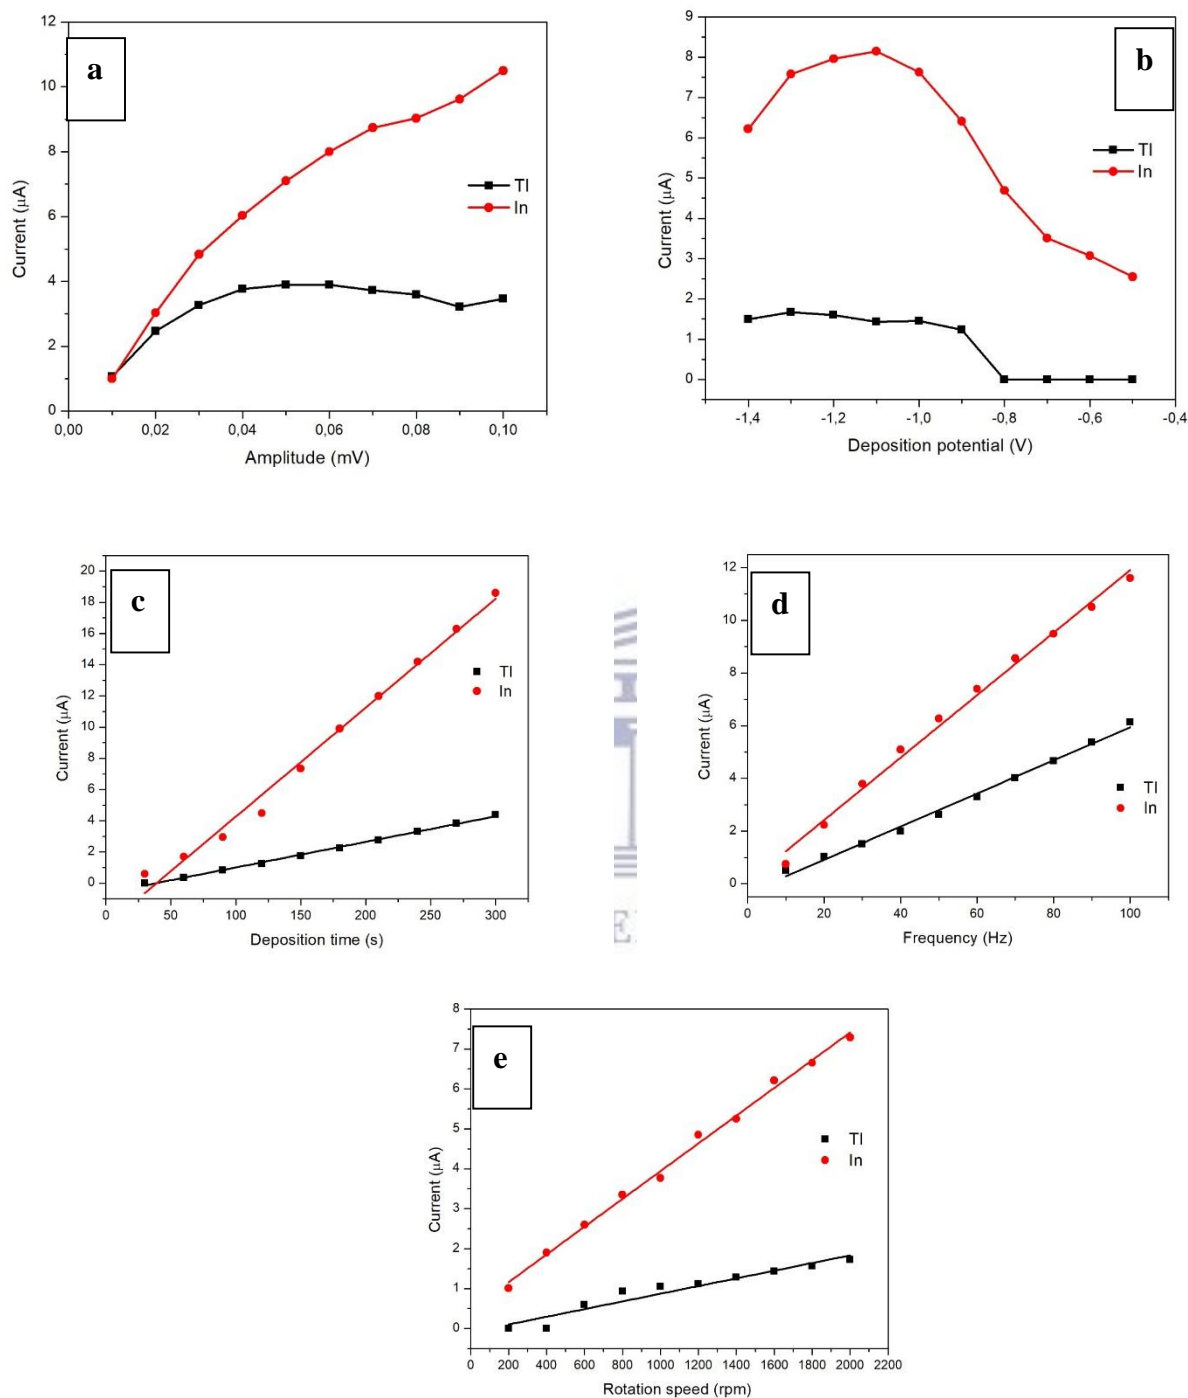 a
12
10
8
6
4
2
0
Current (μA)
Tl
In
0,00 0,02 0,04 0,06 0,08 0,10
Amplitude (mV)
b
9
8
7
6
5
4
3
2
1
0
Current (μA)
Tl
In
-1,4 -1,2 -1,0 -0,8 -0,6 -0,4
Deposition potential (V)
c
20
18
16
14
12
10
8
6
4
2
0
Current (μA)
Tl
In
0 50 100 150 200 250 300
Deposition time (s)
d
12
10
8
6
4
2
0
Current (μA)
Tl
In
0 20 40 60 80 100
Frequency (Hz)
e
8
7
6
5
4
3
2
1
0
Current (μA)
Tl
In
0 200 400 600 800 1000 1200 1400 1600 1800 2000 2200
Rotation speed (rpm)